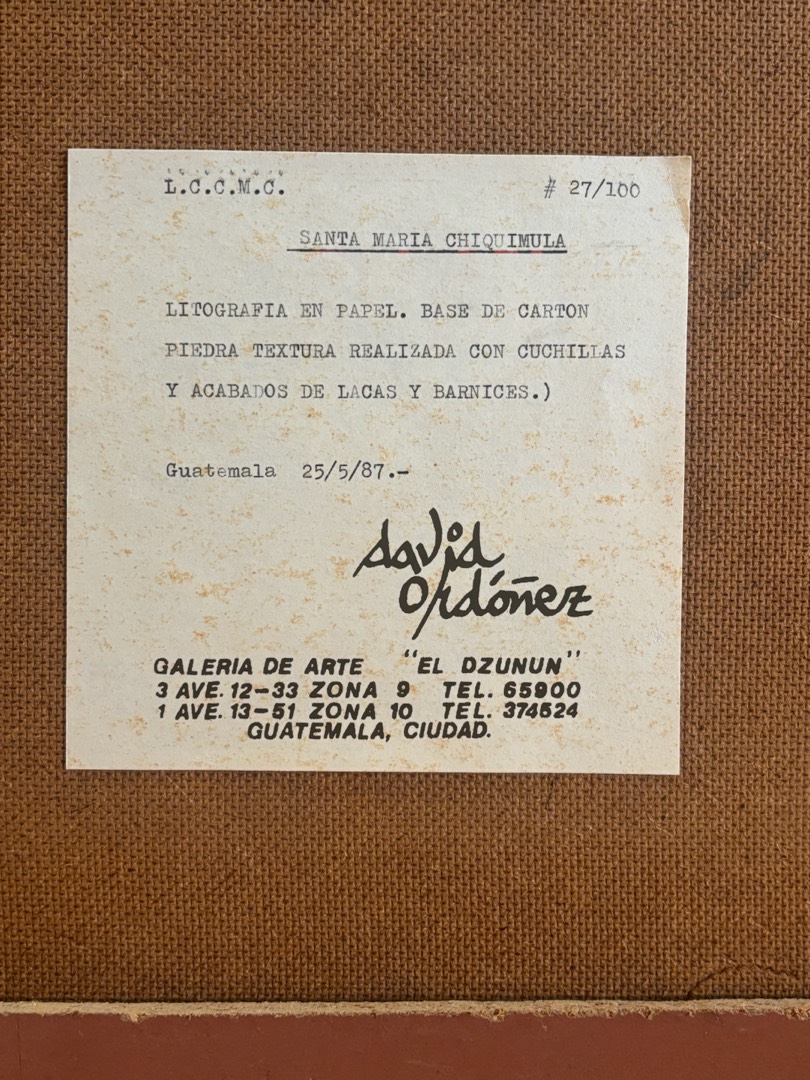 L.C.C.M.C. # 27/100
SANTA MARIA CHIQUIMULA
LITOGRAFIA EN PAPEL. BASE DE CARTON
PIEDRA TEXTURA REALIZADA CON CUCHILLAS
Y ACABADOS DE LACAS Y BARNICES.)
Guatemala 25/5/87.-
david
Ordóñez
GALERIA DE ARTE "EL DZUNUN"
3 AVE. 12-33 ZONA 9 TEL. 65900
1 AVE. 13-51 ZONA 10 TEL. 374524
GUATEMALA, CIUDAD.